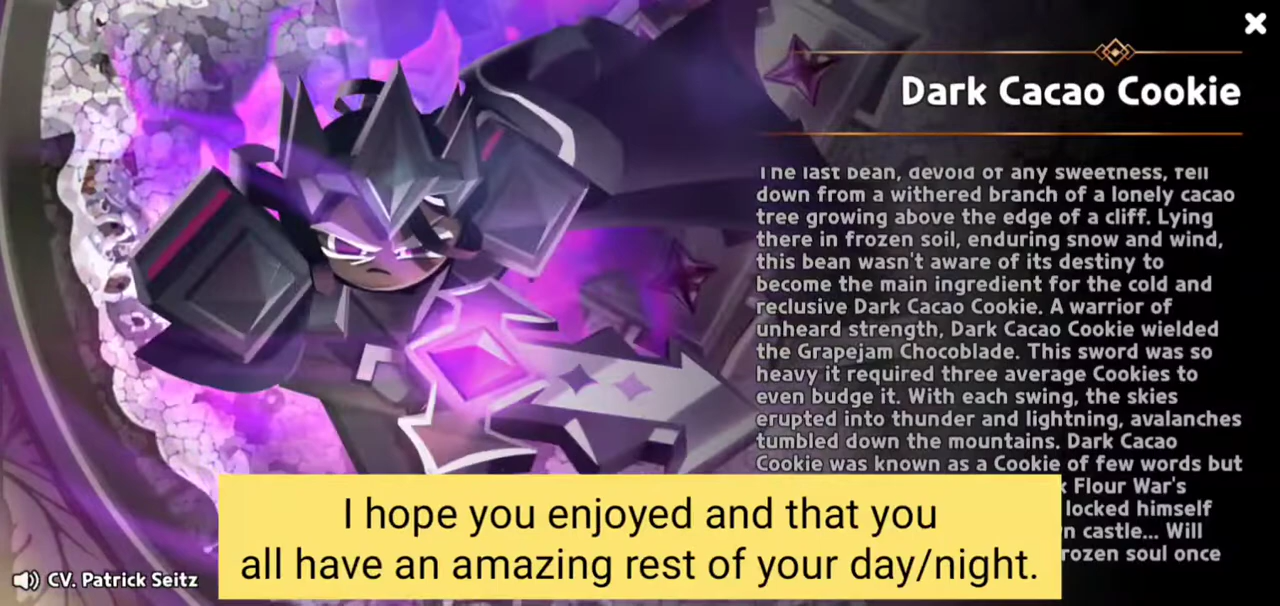 Dark Cacao Cookie
The last bean, devoid of any sweetness, fell
down from a withered branch of a lonely cacao
tree growing above the edge of a cliff. Lying
there in frozen soil, enduring snow and wind,
this bean wasn't aware of its destiny to
become the main ingredient for the cold and
reclusive Dark Cacao Cookie. A warrior of
unheard strength, Dark Cacao Cookie wielded
the Grapejam Chocoblade. This sword was so
heavy it required three average Cookies to
even budge it. With each swing, the skies
erupted into thunder and lightning, avalanches
tumbled down the mountains. Dark Cacao
Cookie was known as a Cookie of few words but
Flour War's
locked himself
castle... Will
soul once
I hope you enjoyed and that you
all have an amazing rest of your day/night.
CV. Patrick Seitz